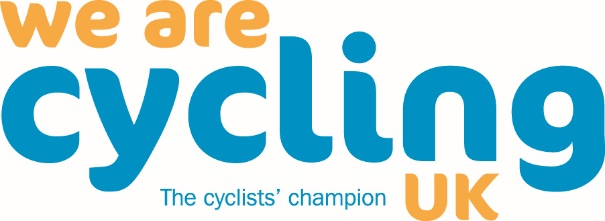 we are
cycling
The cyclists’ champion UK